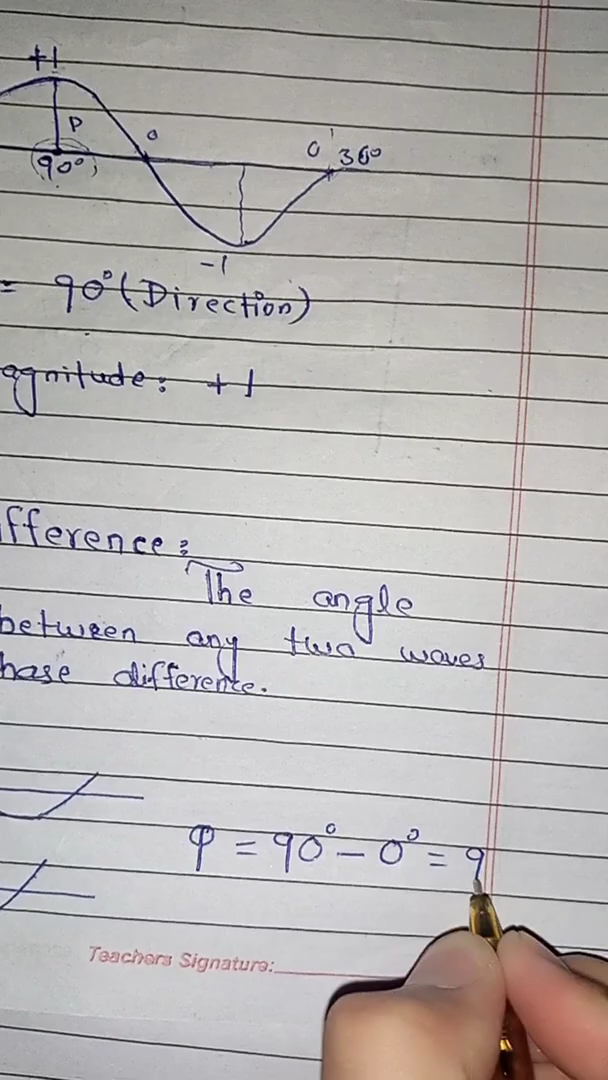 +1
P
0
0
360°
(90°)
-1
= 90° (Direction)
agnitude: +1
fference:
The angle
between any two waves
hase difference.
φ = 90° - 0° = 9
Teachers Signature: